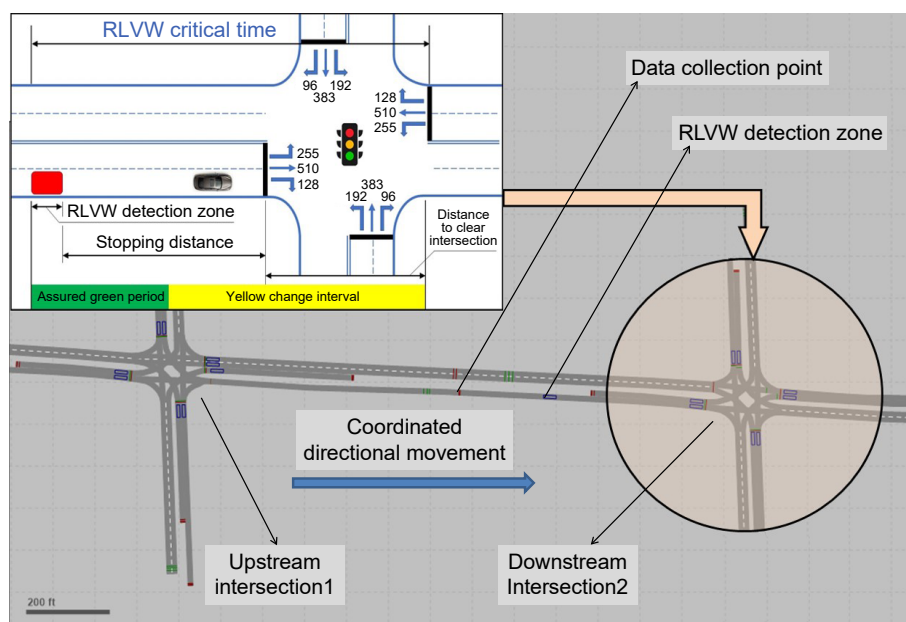 RLVW critical time
96 192
383
128
510
255
255
510
128
383
192 96
RLVW detection zone
Stopping distance
Distance
to clear
intersection
Assured green period
Yellow change interval
Data collection point
RLVW detection zone
Coordinated
directional movement
Upstream
intersection1
Downstream
Intersection2
200 ft